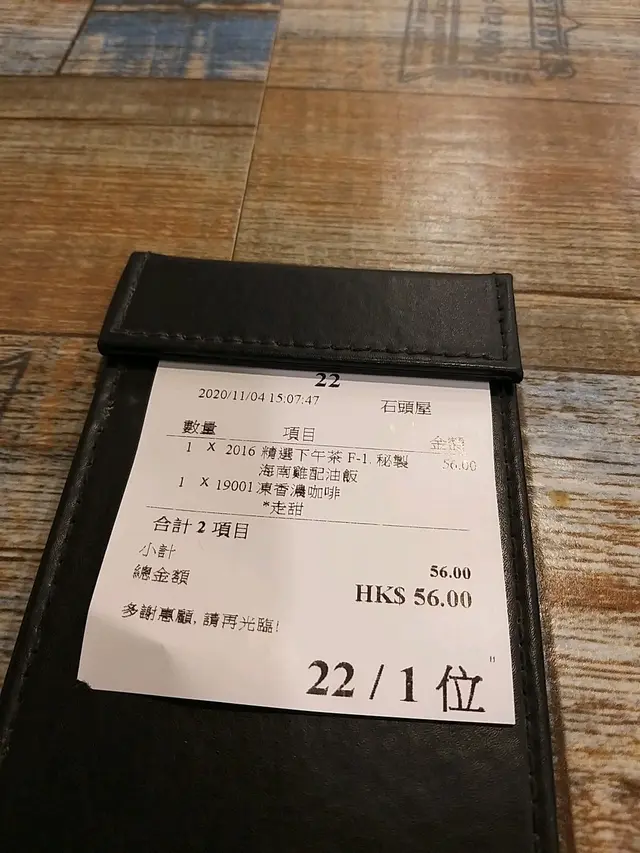 22
2020/11/04 15:07:47 石頭屋
數量 項目 金額
1 X 2016 精選下午茶 F-1. 秘製 56.00
海南雞配油飯
1 X 19001 凍香濃咖啡
*走甜
合計 2 項目
小計 56.00
總金額 HK$ 56.00
多謝惠顧, 請再光臨!
22 / 1 位